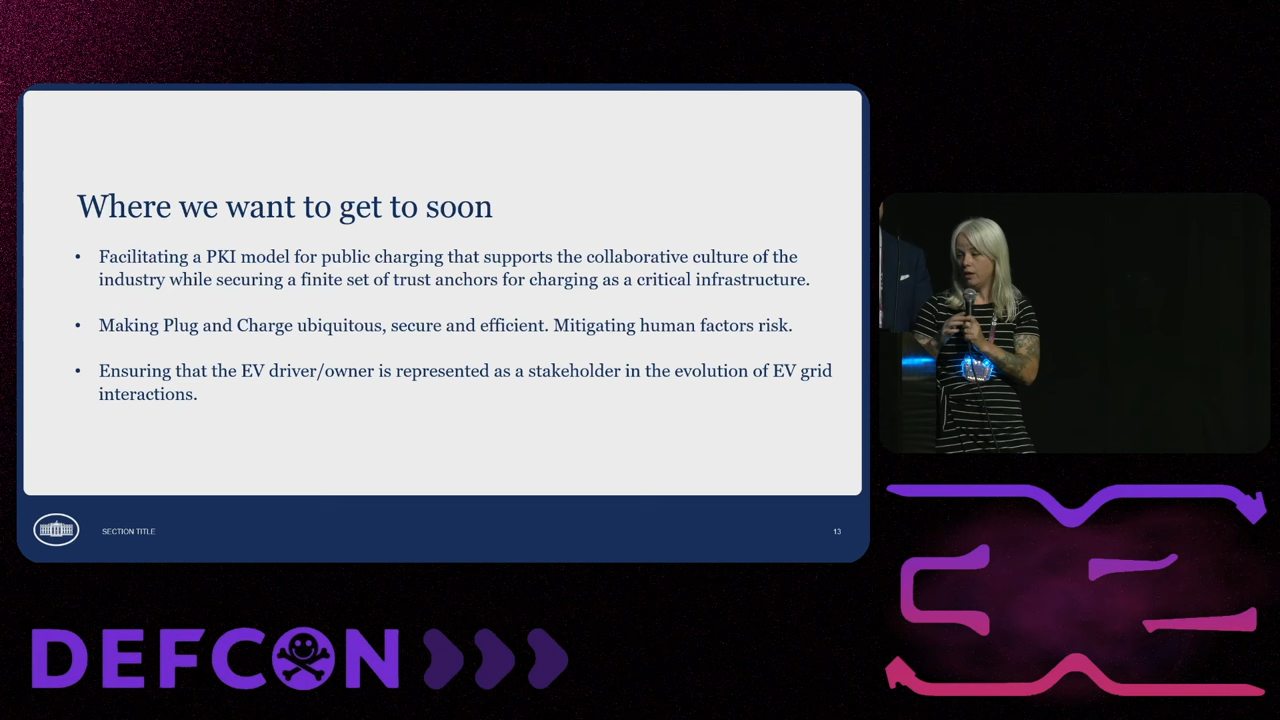 Where we want to get to soon
• Facilitating a PKI model for public charging that supports the collaborative culture of the
industry while securing a finite set of trust anchors for charging as a critical infrastructure.
• Making Plug and Charge ubiquitous, secure and efficient. Mitigating human factors risk.
• Ensuring that the EV driver/owner is represented as a stakeholder in the evolution of EV grid
interactions.
SECTION TITLE
13
DEFCON